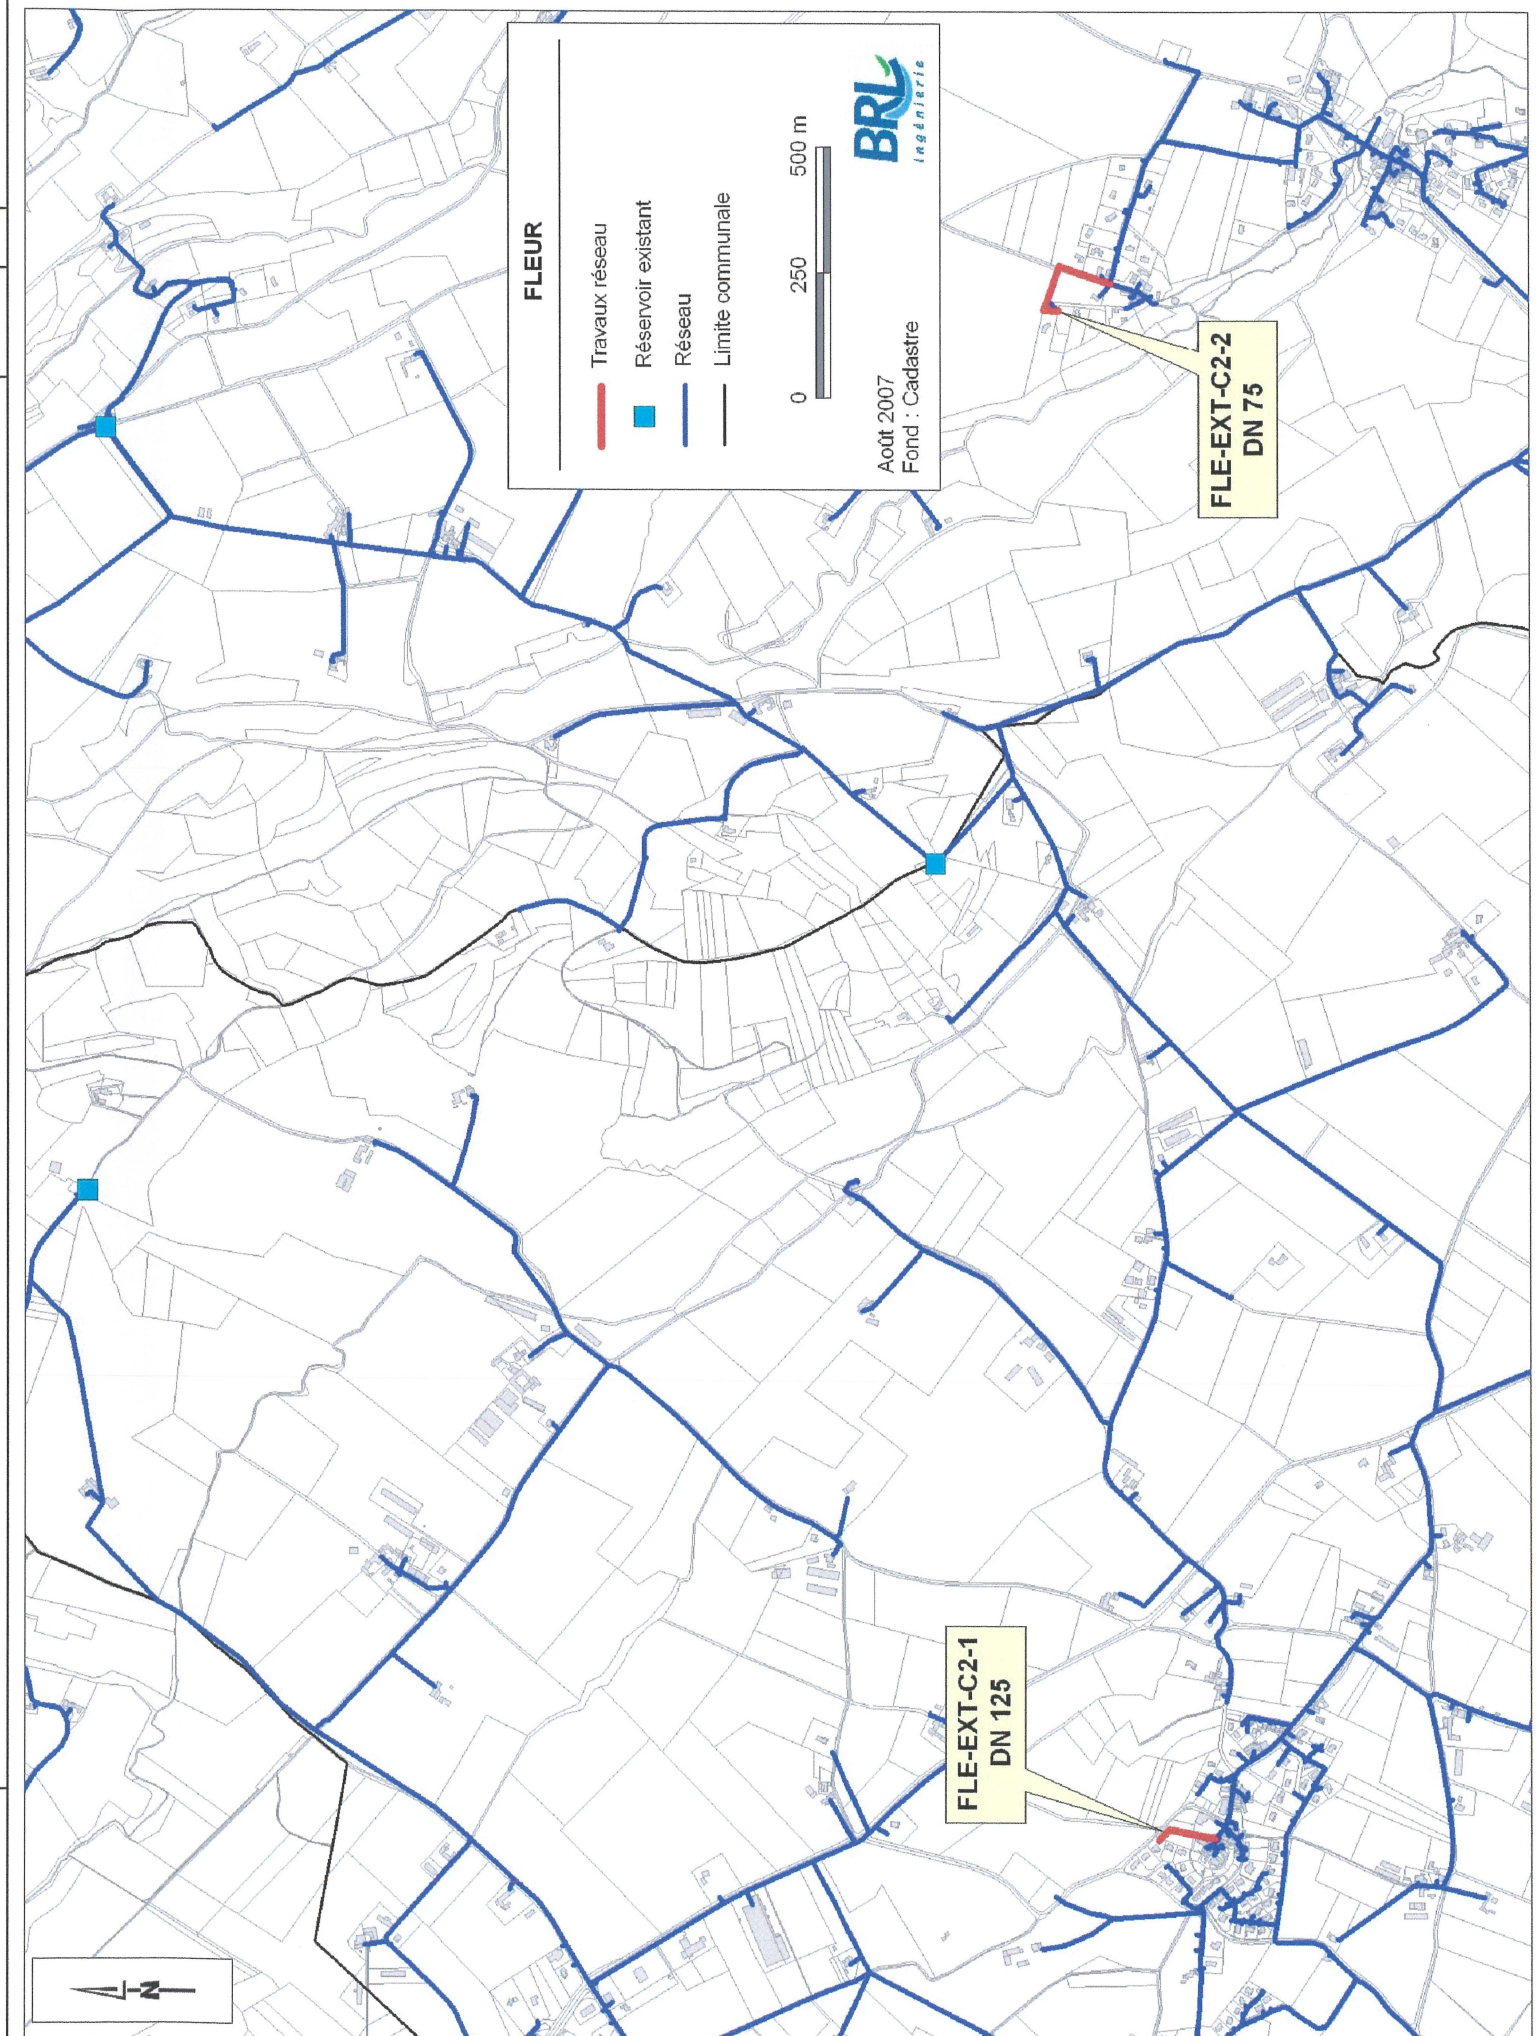 FLEUR
Travaux réseau
Réservoir existant
Réseau
Limite communale
0 250 500 m
Août 2007
Fond : Cadastre
BRL
Ingénierie
FLE-EXT-C2-2
DN 75
FLE-EXT-C2-1
DN 125
N